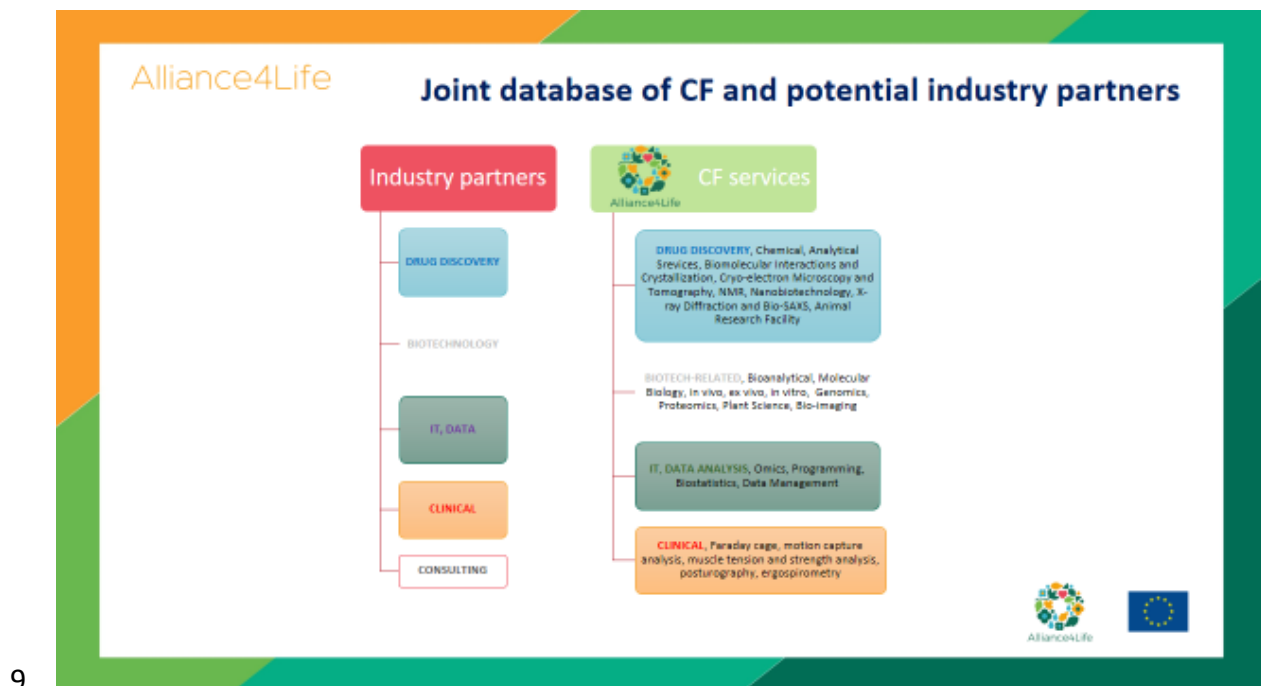 Alliance4Life
Joint database of CF and potential industry partners
Industry partners
DRUG DISCOVERY
BIOTECHNOLOGY
IT, DATA
CLINICAL
CONSULTING
Alliance4Life
CF services
DRUG DISCOVERY, Chemical, Analytical
Srevices, Biomolecular Interactions and
Crystallization, Cryo-electron Microscopy and
Tomography, NMR, Nanobiotechnology, X-
ray Diffraction and Bio-SAXS, Animal
Research Facility
BIOTECH-RELATED, Bioanalytical, Molecular
Biology, in vivo, ex vivo, in vitro, Genomics,
Proteomics, Plant Science, Bio-imaging
IT, DATA ANALYSIS, Omics, Programming,
Biostatistics, Data Management
CLINICAL, Faraday cage, motion capture
analysis, muscle tension and strength analysis,
posturography, ergospirometry
Alliance4Life
9